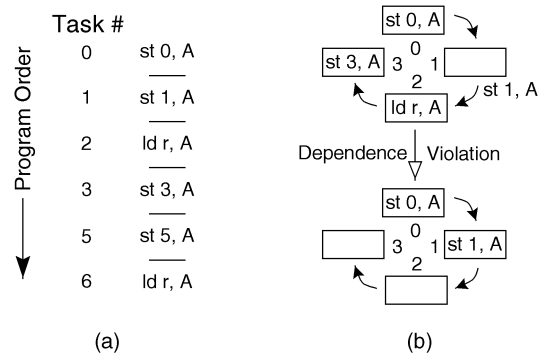 Task #
Program Order
0 st 0, A
1 st 1, A
2 ld r, A
3 st 3, A
5 st 5, A
6 ld r, A
(a)
st 0, A
st 3, A 3 0 1
2
st 1, A
ld r, A
Dependence Violation
st 0, A
3 0 1 st 1, A
2
(b)